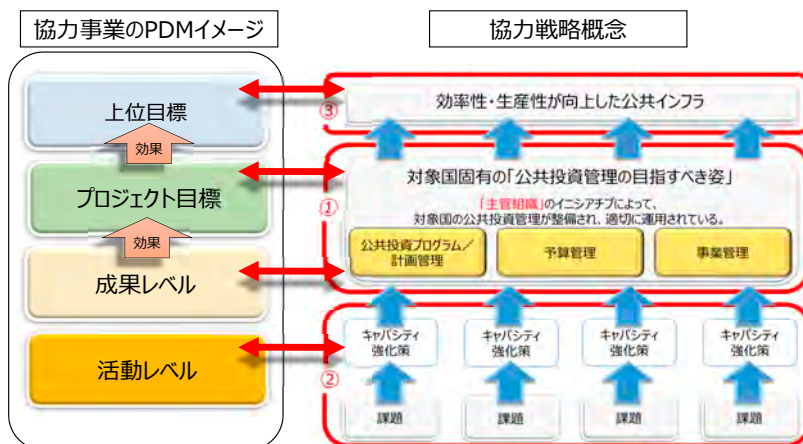 協力事業のPDMイメージ
協力戦略概念
上位目標
効果
プロジェクト目標
効果
成果レベル
活動レベル
③
効率性・生産性が向上した公共インフラ
①
対象国固有の「公共投資管理の目指すべき姿」
「主管組織」のイニシアチブによって、
対象国の公共投資管理が整備され、適切に運用されている。
公共投資プログラム／
計画管理
予算管理
事業管理
②
キャパシティ
強化策
キャパシティ
強化策
キャパシティ
強化策
キャパシティ
強化策
課題
課題
課題
課題